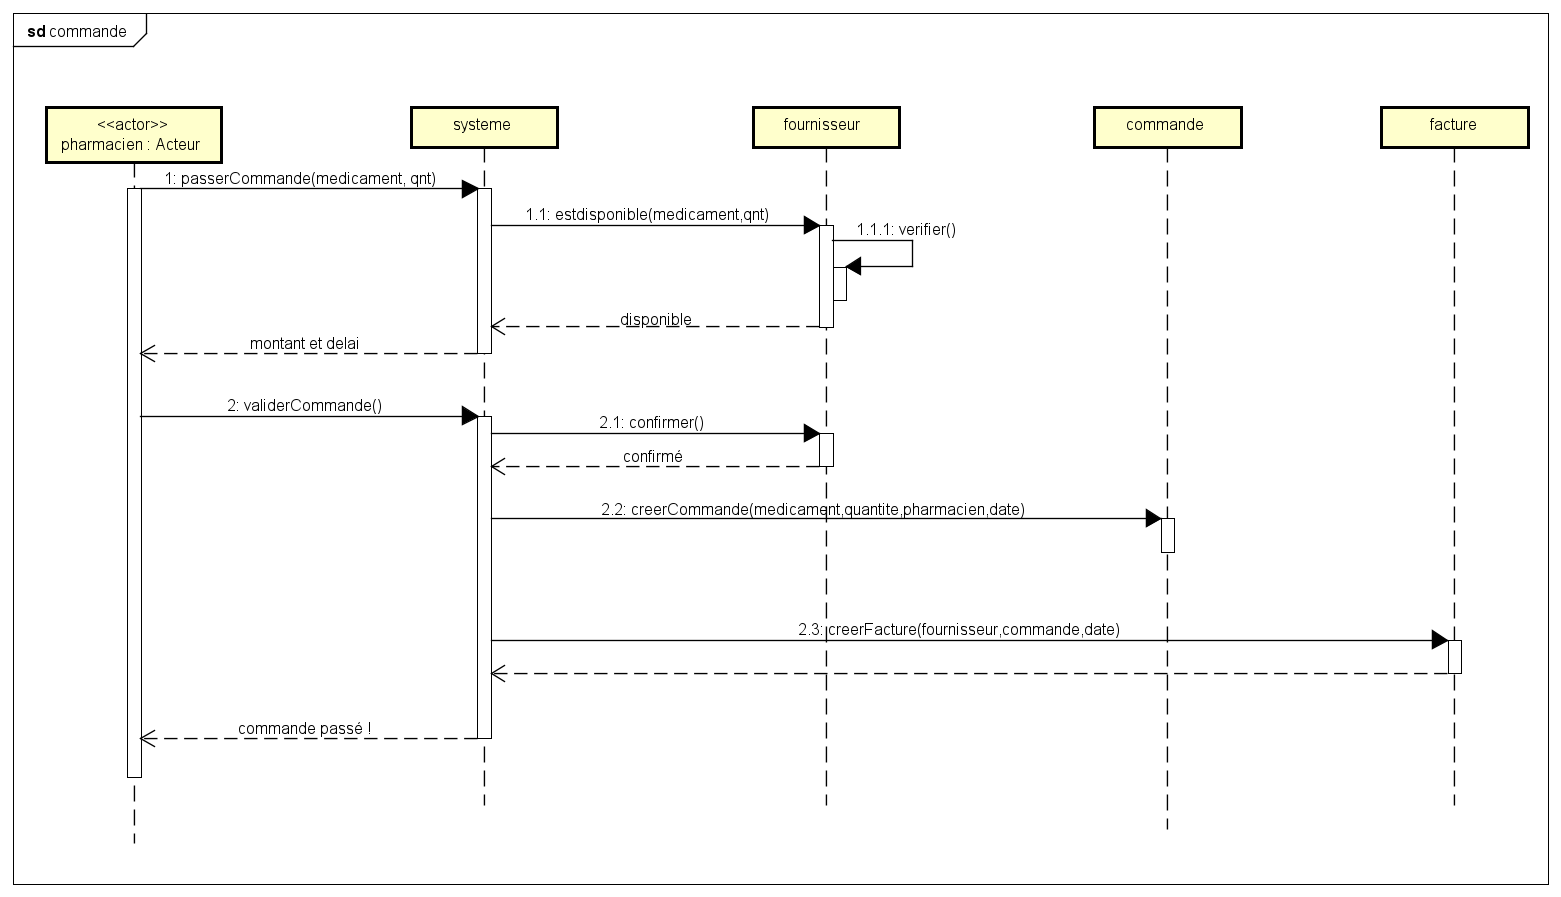 sd commande
<<actor>>
pharmacien : Acteur
systeme
fournisseur
commande
facture
1: passerCommande(medicament, qnt)
1.1: estdisponible(medicament,qnt)
1.1.1: verifier()
disponible
montant et delai
2: validerCommande()
2.1: confirmer()
confirmé
2.2: creerCommande(medicament,quantite,pharmacien,date)
2.3: creerFacture(fournisseur,commande,date)
commande passé !